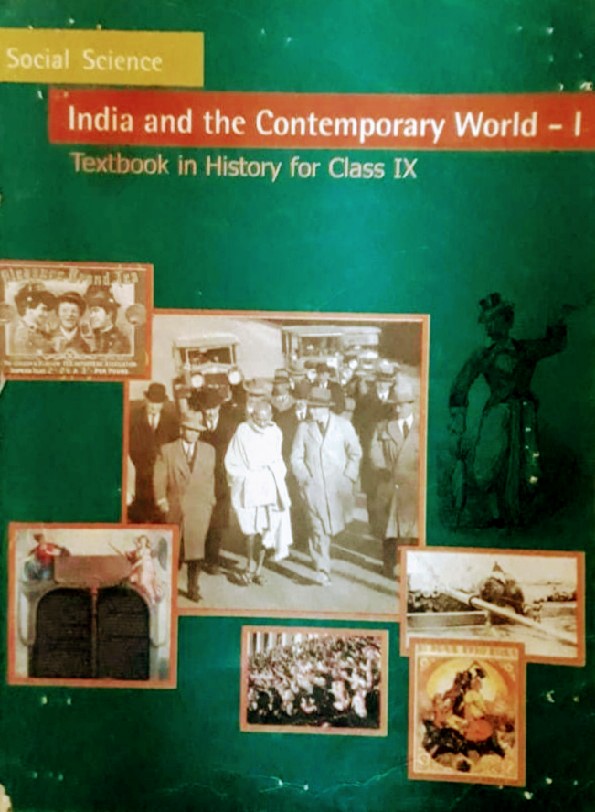 Social Science
India and the Contemporary World – I
Textbook in History for Class IX